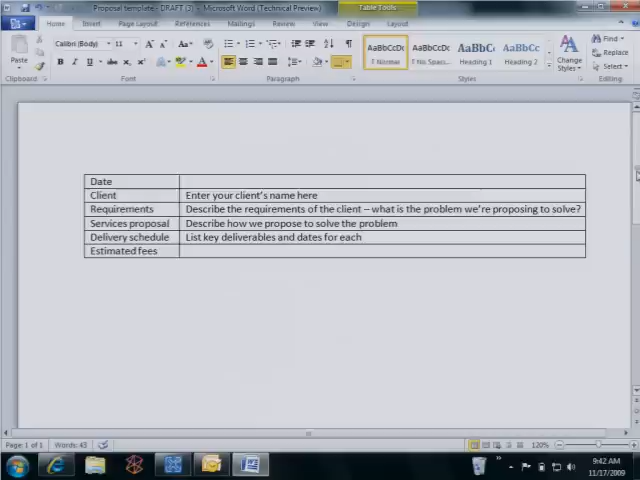 Proposal template - DRAFT (Technical Preview) - Microsoft Word (Technical Preview)
Table Tools
Home Insert Page Layout References Mailings Review View Design Layout
Calibri (Body) 11
Paste
Clipboard Font Paragraph Styles Editing
AaBbCcDc AaBbCcDc AaBbCc AaBbCc
Normal No Spac... Heading 1 Heading 2
Change Styles
Find
Replace
Select
Date
Client Enter your client's name here
Requirements Describe the requirements of the client – what is the problem we're proposing to solve?
Services proposal Describe how we propose to solve the problem
Delivery schedule List key deliverables and dates for each
Estimated fees
Page: 1 of 1 Words: 43 120%
9:42 AM
11/17/2009